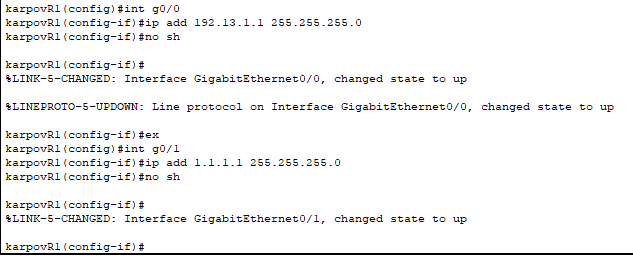 karpovR1(config)#int g0/0
karpovR1(config-if)#ip add 192.13.1.1 255.255.255.0
karpovR1(config-if)#no sh
karpovR1(config-if)#
%LINK-5-CHANGED: Interface GigabitEthernet0/0, changed state to up
%LINEPROTO-5-UPDOWN: Line protocol on Interface GigabitEthernet0/0, changed state to up
karpovR1(config-if)#ex
karpovR1(config)#int g0/1
karpovR1(config-if)#ip add 1.1.1.1 255.255.255.0
karpovR1(config-if)#no sh
karpovR1(config-if)#
%LINK-5-CHANGED: Interface GigabitEthernet0/1, changed state to up
karpovR1(config-if)#